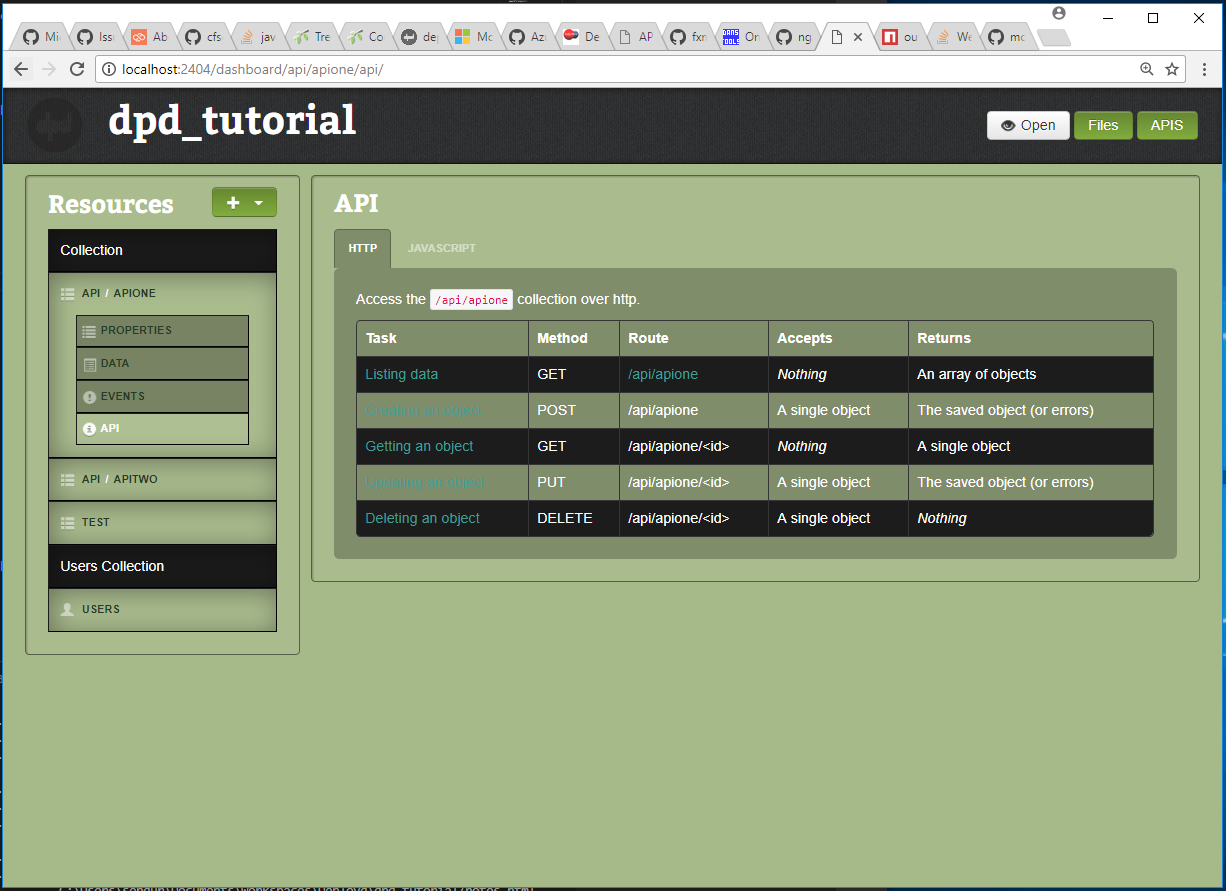 Mi
Iss
Ab
cfs
jav
Tre
Co
de
Mc
Az
De
AP
fxn
DANS TOOLS
On
ng
ou
We
mc
localhost:2404/dashboard/api/apione/api/
dpd_tutorial
Open
Files
APIS
Resources
Collection
API / APIONE
PROPERTIES
DATA
EVENTS
API
API / APITWO
TEST
Users Collection
USERS
API
HTTP JAVASCRIPT
Access the /api/apione collection over http.
Task Method Route Accepts Returns
Listing data GET /api/apione Nothing An array of objects
Creating an object POST /api/apione A single object The saved object (or errors)
Getting an object GET /api/apione/<id> Nothing A single object
Updating an object PUT /api/apione/<id> A single object The saved object (or errors)
Deleting an object DELETE /api/apione/<id> A single object Nothing